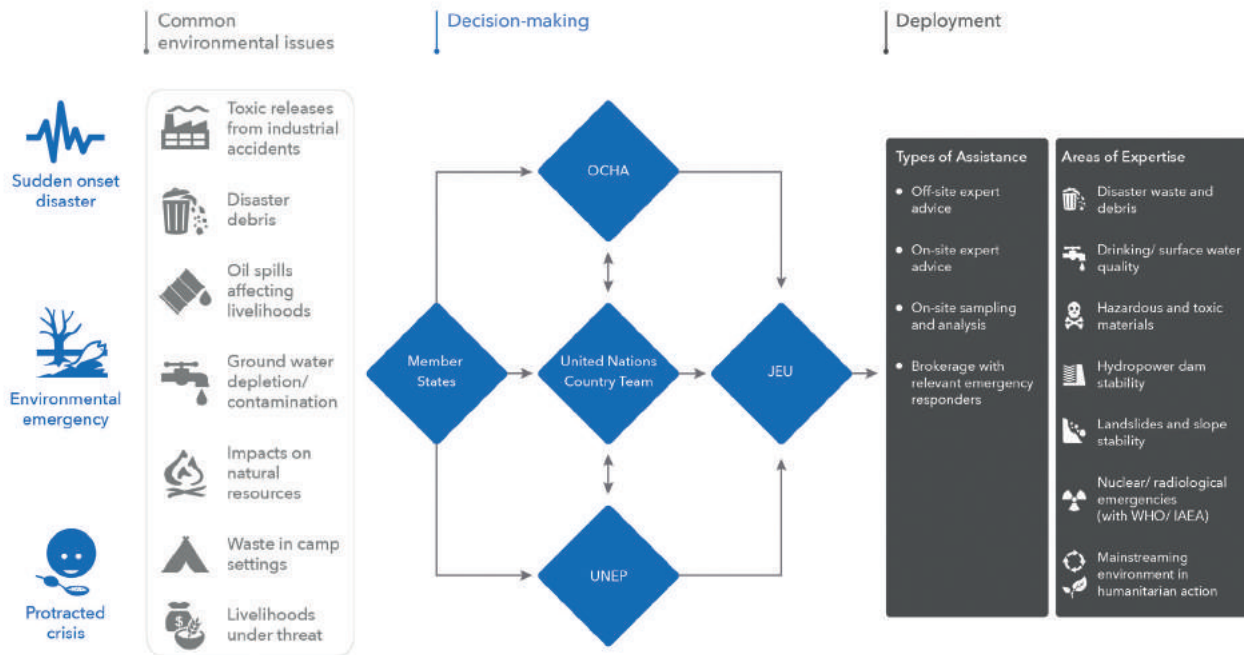 Common
environmental issues
Decision-making
Deployment
Sudden onset
disaster
Environmental
emergency
Protracted
crisis
Toxic releases
from industrial
accidents
Disaster
debris
Oil spills
affecting
livelihoods
Ground water
depletion/
contamination
Impacts on
natural
resources
Waste in camp
settings
$
Livelihoods
under threat
OCHA
Member
States
United Nations
Country Team
JEU
UNEP
Types of Assistance
• Off-site expert
advice
• On-site expert
advice
• On-site sampling
and analysis
• Brokerage with
relevant emergency
responders
Areas of Expertise
Disaster waste and
debris
Drinking/ surface water
quality
Hazardous and toxic
materials
Hydropower dam
stability
Landslides and slope
stability
Nuclear/ radiological
emergencies
(with WHO/ IAEA)
Mainstreaming
environment in
humanitarian action